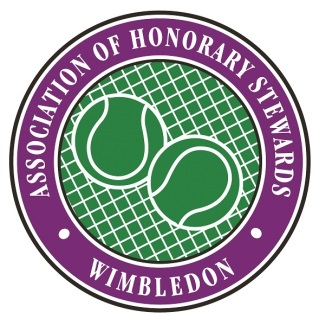 ASSOCIATION OF HONORARY STEWARDS
WIMBLEDON